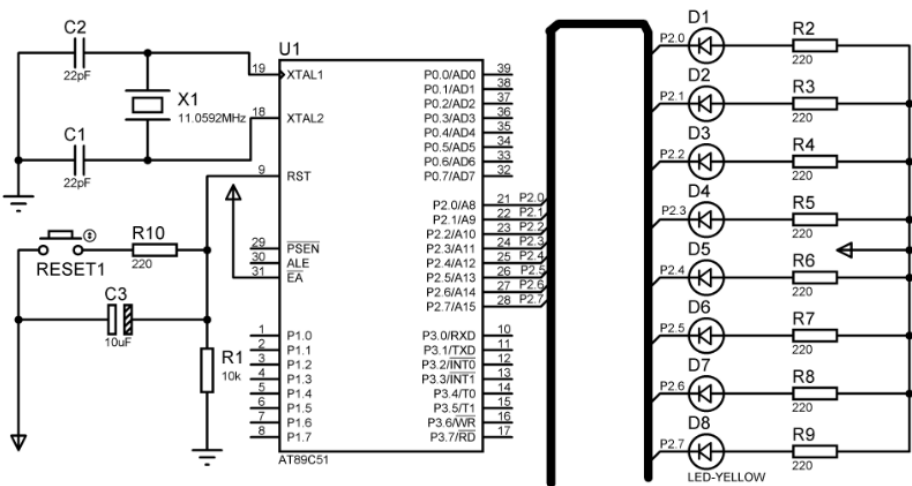 C2
22pF
X1
11.0592MHz
C1
22pF
RESET1
R10
220
C3
10uF
R1
10k
U1
19 XTAL1
18 XTAL2
9 RST
29 PSEN
30 ALE
31 EA
1 P1.0
2 P1.1
3 P1.2
4 P1.3
5 P1.4
6 P1.5
7 P1.6
8 P1.7
P0.0/AD0 39
P0.1/AD1 38
P0.2/AD2 37
P0.3/AD3 36
P0.4/AD4 35
P0.5/AD5 34
P0.6/AD6 33
P0.7/AD7 32
P2.0/A8 21 P2.0
P2.1/A9 22 P2.1
P2.2/A10 23 P2.2
P2.3/A11 24 P2.3
P2.4/A12 25 P2.4
P2.5/A13 26 P2.5
P2.6/A14 27 P2.6
P2.7/A15 28 P2.7
P3.0/RXD 10
P3.1/TXD 11
P3.2/INT0 12
P3.3/INT1 13
P3.4/T0 14
P3.5/T1 15
P3.6/WR 16
P3.7/RD 17
AT89C51
D1
P2.0
R2
220
D2
P2.1
R3
220
D3
P2.2
R4
220
D4
P2.3
R5
220
D5
P2.4
R6
220
D6
P2.5
R7
220
D7
P2.6
R8
220
D8
P2.7
R9
220
LED-YELLOW